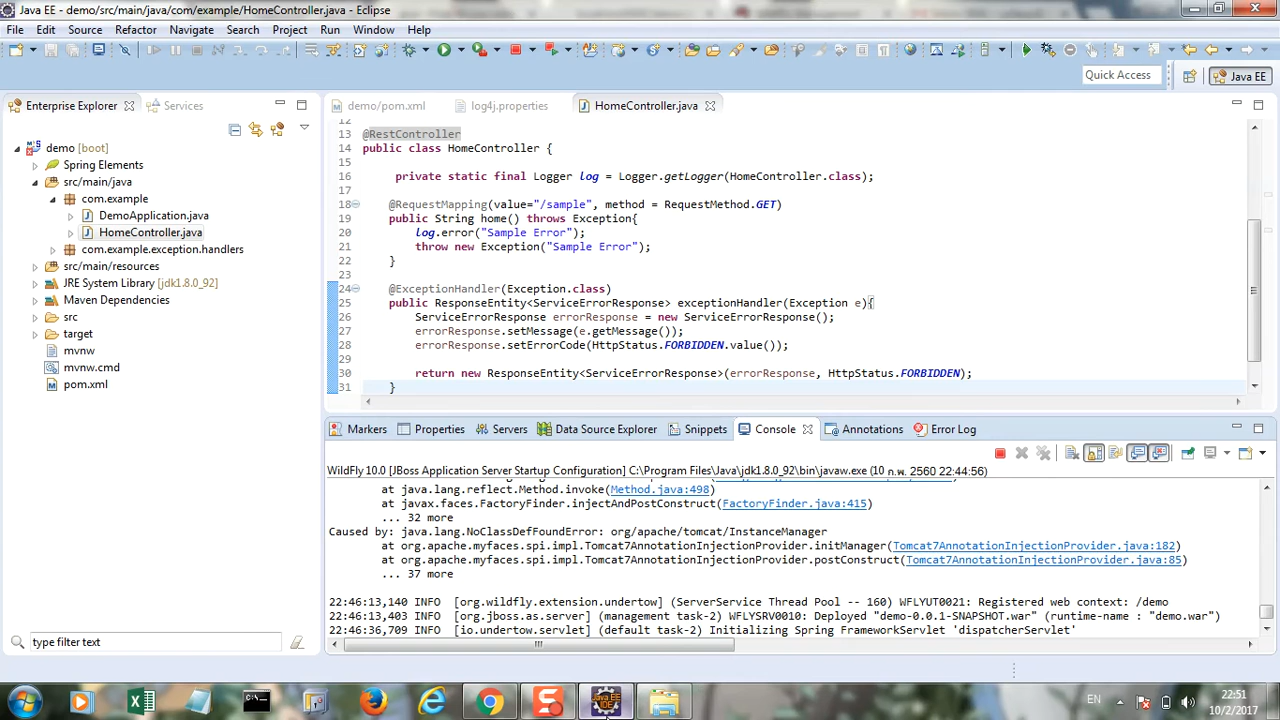 Java EE - demo/src/main/java/com/example/HomeController.java - Eclipse
File Edit Source Refactor Navigate Search Project Run Window Help
Quick Access
Java EE
Enterprise Explorer
Services
demo/pom.xml
log4j.properties
HomeController.java
demo [boot]
Spring Elements
src/main/java
com.example
DemoApplication.java
HomeController.java
com.example.exception.handlers
src/main/resources
JRE System Library [jdk1.8.0_92]
Maven Dependencies
src
target
mvnw
mvnw.cmd
pom.xml
type filter text
12
13 @RestController
14 public class HomeController {
15
16 private static final Logger log = Logger.getLogger(HomeController.class);
17
18 @RequestMapping(value="/sample", method = RequestMethod.GET)
19 public String home() throws Exception{
20 log.error("Sample Error");
21 throw new Exception("Sample Error");
22 }
23
24 @ExceptionHandler(Exception.class)
25 public ResponseEntity<ServiceErrorResponse> exceptionHandler(Exception e){
26 ServiceErrorResponse errorResponse = new ServiceErrorResponse();
27 errorResponse.setMessage(e.getMessage());
28 errorResponse.setErrorCode(HttpStatus.FORBIDDEN.value());
29
30 return new ResponseEntity<ServiceErrorResponse>(errorResponse, HttpStatus.FORBIDDEN);
31 }
Markers Properties Servers Data Source Explorer Snippets Console Annotations Error Log
WildFly 10.0 [JBoss Application Server Startup Configuration] C:\Program Files\Java\jdk1.8.0_92\bin\javaw.exe (10 ก.พ. 2560 22:44:56)
at java.lang.reflect.Method.invoke(Method.java:498)
at javax.faces.FactoryFinder.injectAndPostConstruct(FactoryFinder.java:415)
... 32 more
Caused by: java.lang.NoClassDefFoundError: org/apache/tomcat/InstanceManager
at org.apache.myfaces.spi.impl.Tomcat7AnnotationInjectionProvider.initManager(Tomcat7AnnotationInjectionProvider.java:182)
at org.apache.myfaces.spi.impl.Tomcat7AnnotationInjectionProvider.postConstruct(Tomcat7AnnotationInjectionProvider.java:85)
... 37 more
22:46:13,140 INFO [org.wildfly.extension.undertow] (ServerService Thread Pool -- 160) WFLYUT0021: Registered web context: /demo
22:46:13,403 INFO [org.jboss.as.server] (management task-2) WFLYSRV0010: Deployed "demo-0.0.1-SNAPSHOT.war" (runtime-name : "demo.war")
22:46:36,709 INFO [io.undertow.servlet] (default task-2) Initializing Spring FrameworkServlet 'dispatcherServlet'
Java EE
IDE
EN
22:51
10/2/2017